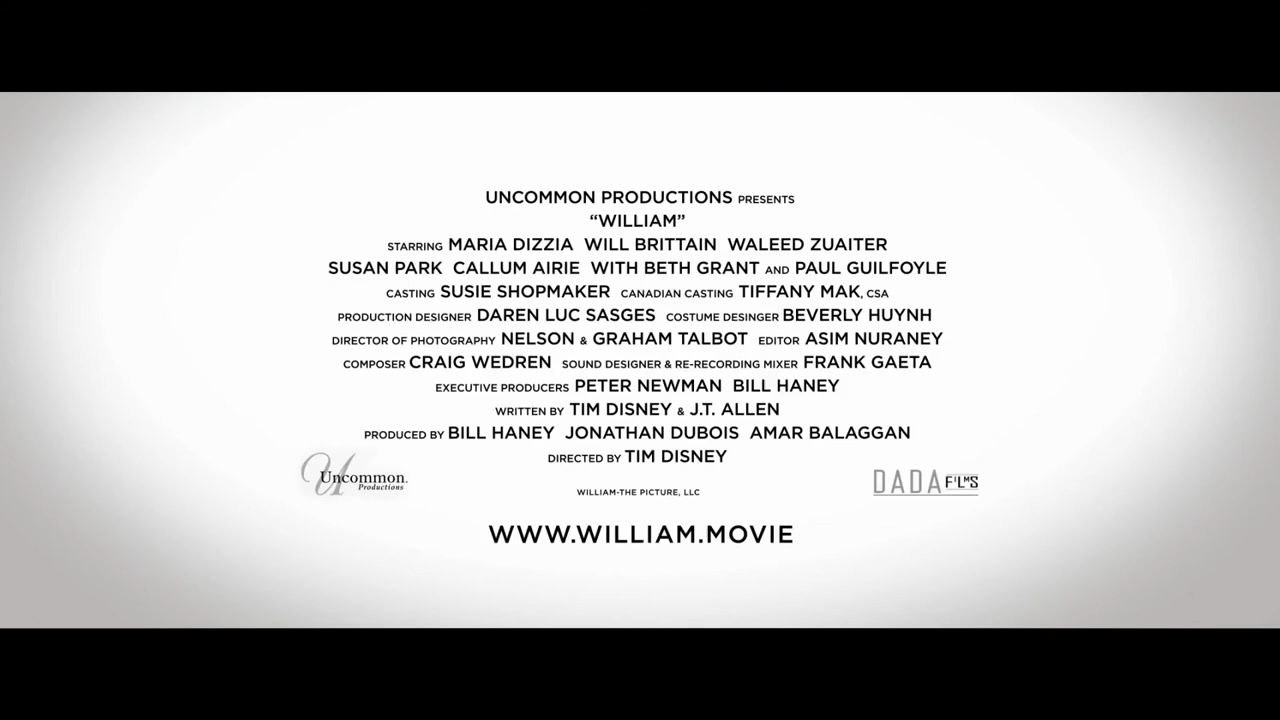 UNCOMMON PRODUCTIONS PRESENTS
“WILLIAM”
STARRING MARIA DIZZIA WILL BRITTAIN WALEED ZUAITER
SUSAN PARK CALLUM AIRIE WITH BETH GRANT AND PAUL GUILFOYLE
CASTING SUSIE SHOPMAKER CANADIAN CASTING TIFFANY MAK, CSA
PRODUCTION DESIGNER DAREN LUC SASGES COSTUME DESINGER BEVERLY HUYNH
DIRECTOR OF PHOTOGRAPHY NELSON & GRAHAM TALBOT EDITOR ASIM NURANEY
COMPOSER CRAIG WEDREN SOUND DESIGNER & RE-RECORDING MIXER FRANK GAETA
EXECUTIVE PRODUCERS PETER NEWMAN BILL HANEY
WRITTEN BY TIM DISNEY & J.T. ALLEN
PRODUCED BY BILL HANEY JONATHAN DUBOIS AMAR BALAGGAN
DIRECTED BY TIM DISNEY
U
Uncommon.
Productions
WILLIAM-THE PICTURE, LLC
DADA FILMS
WWW.WILLIAM.MOVIE